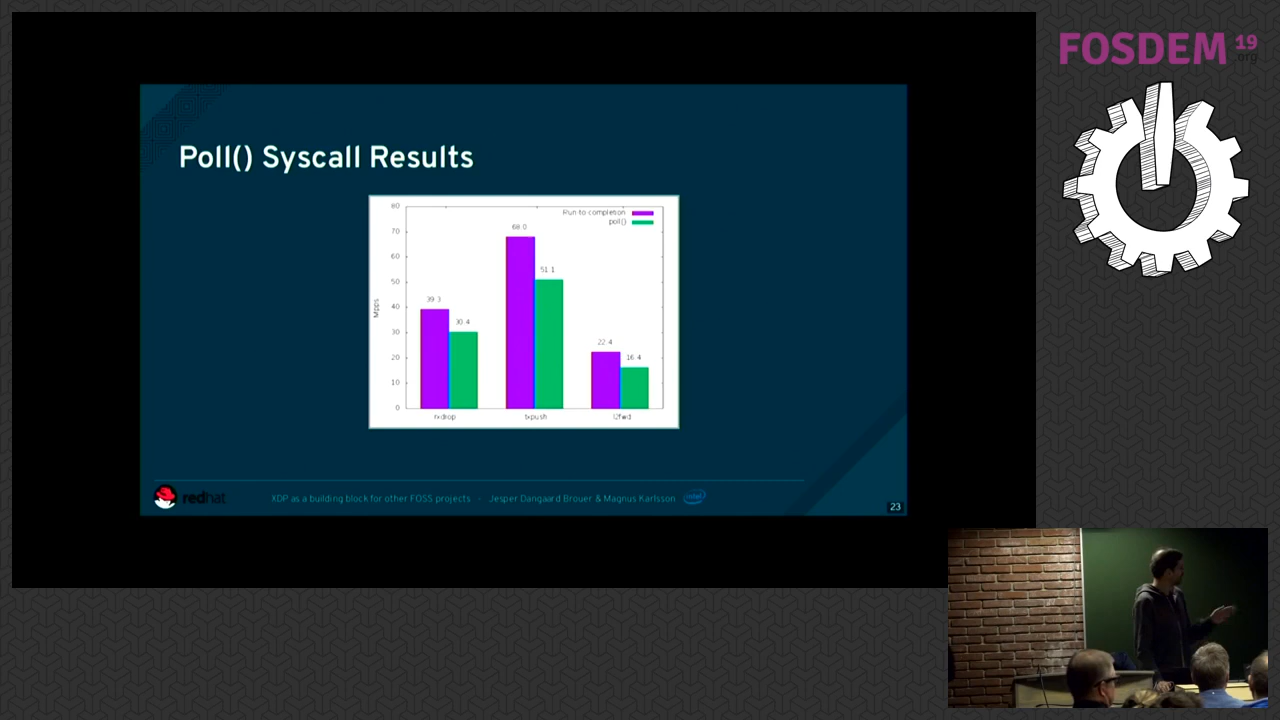 FOSDEM 19
.org
Poll() Syscall Results
Run to completion
poll()
Mpps
80
70
60
50
40
30
20
10
0
39.3
30.4
68.0
51.1
22.4
16.4
rxdrop
txpush
l2fwd
redhat
XDP as a building block for other FOSS projects - Jesper Dangaard Brouer & Magnus Karlsson
intel
23